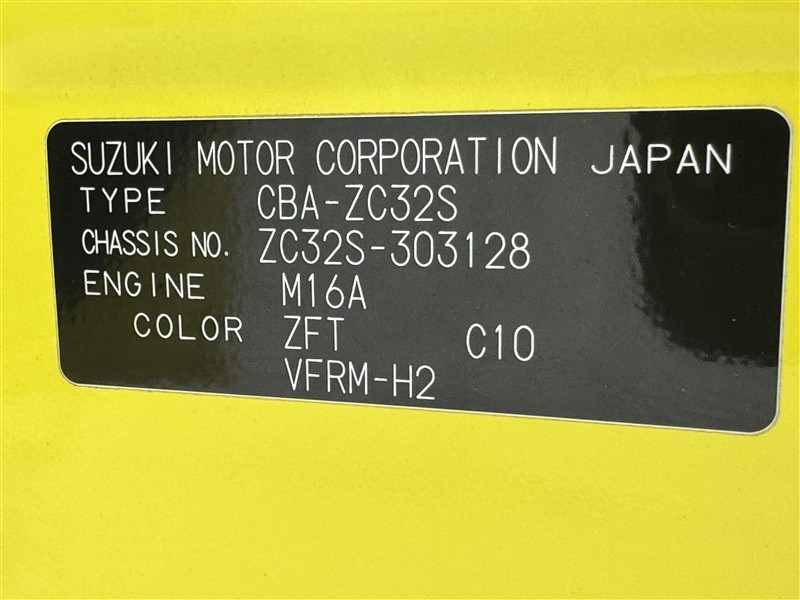 SUZUKI MOTOR CORPORATION JAPAN
TYPE CBA-ZC32S
CHASSIS NO. ZC32S-303128
ENGINE M16A
COLOR ZFT C10
VFRM-H2